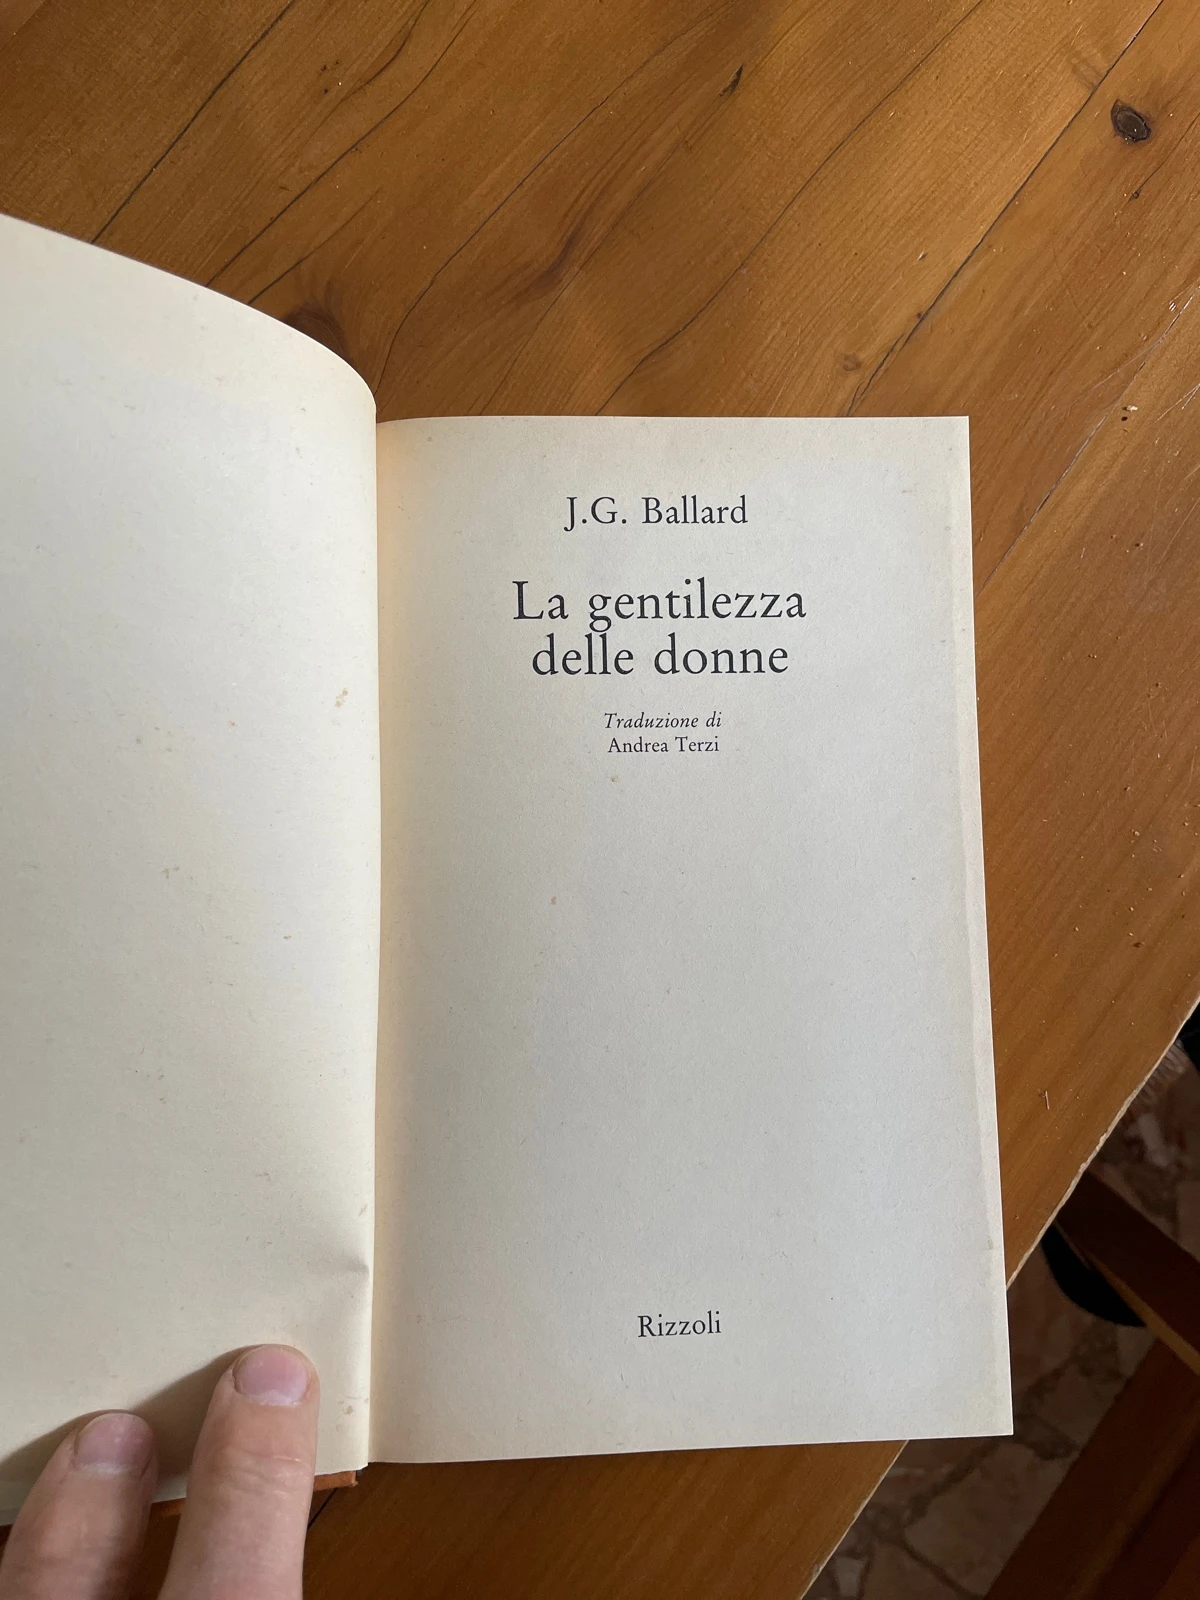 J.G. Ballard
La gentilezza
delle donne
Traduzione di
Andrea Terzi
Rizzoli